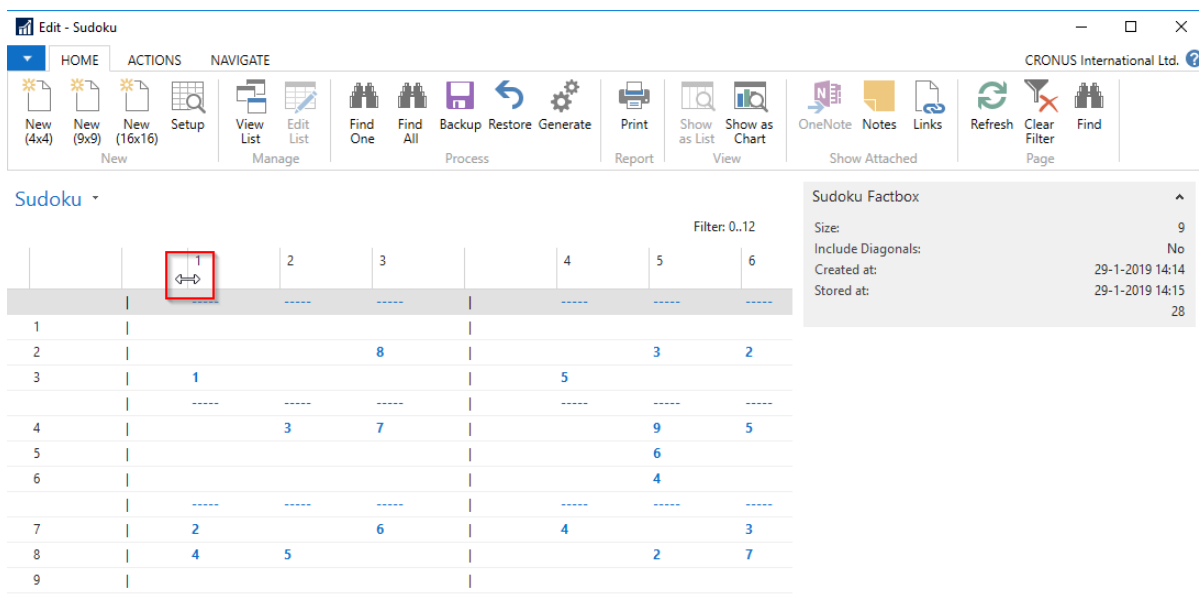 Edit - Sudoku
HOME ACTIONS NAVIGATE CRONUS International Ltd. ?
New (4x4) New (9x9) New (16x16) Setup View List Edit List Find One Find All Backup Restore Generate Print Show as List Show as Chart OneNote Notes Links Refresh Clear Filter Find
New Manage Process Report View Show Attached Page
Sudoku
Filter: 0..12
1 2 3 4 5 6
| ----- ----- ----- | ----- ----- -----
1 | |
2 | 8 | 3 2
3 | 1 | 5
| ----- ----- ----- | ----- ----- -----
4 | 3 7 | 9 5
5 | | 6
6 | | 4
| ----- ----- ----- | ----- ----- -----
7 | 2 6 | 4 3
8 | 4 5 | 2 7
9 | |
Sudoku Factbox
Size: 9
Include Diagonals: No
Created at: 29-1-2019 14:14
Stored at: 29-1-2019 14:15
28